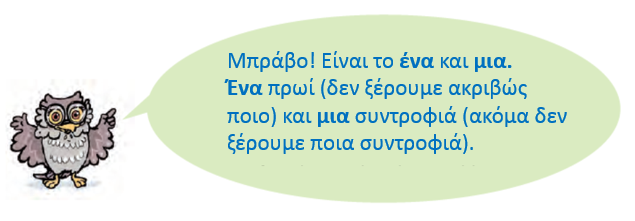 Μπράβο! Είναι το ένα και μια.
Ένα πρωί (δεν ξέρουμε ακριβώς
ποιο) και μια συντροφιά (ακόμα δεν
ξέρουμε ποια συντροφιά).